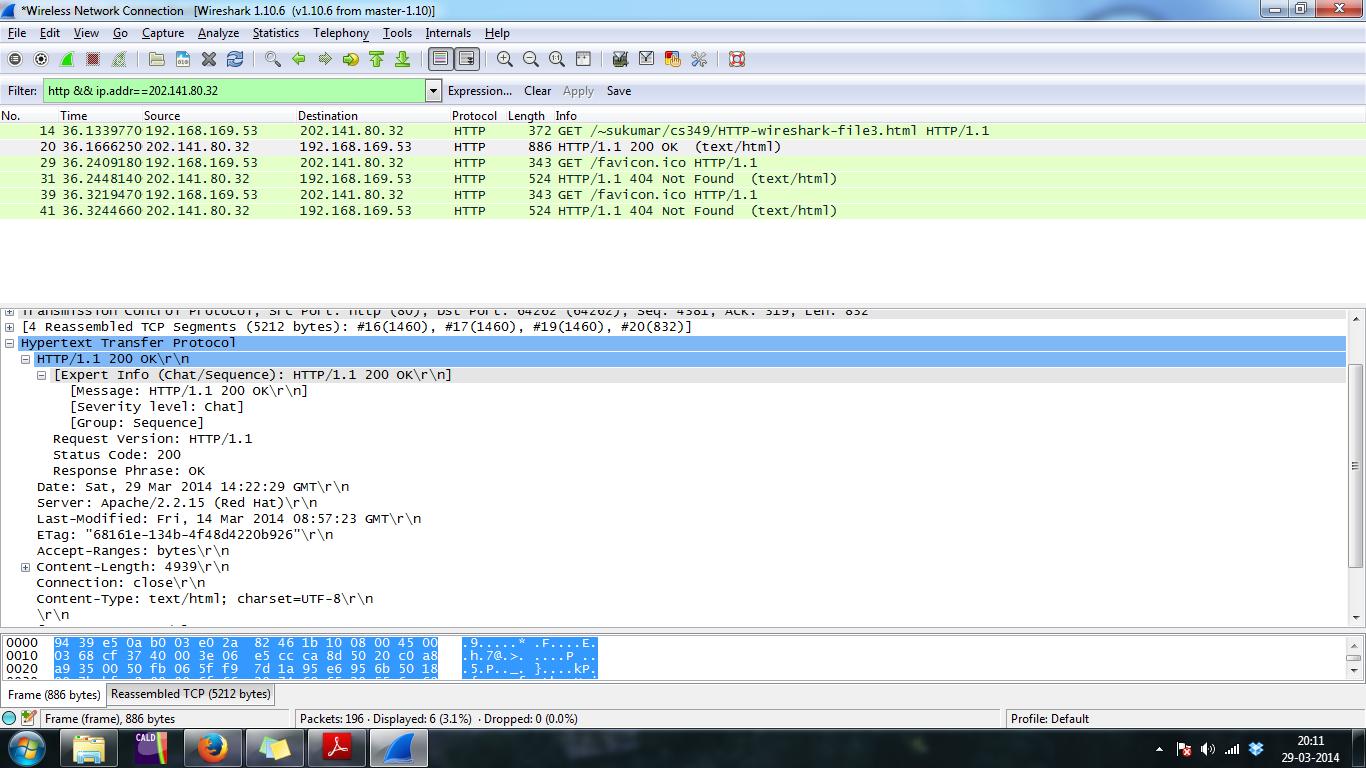 *Wireless Network Connection [Wireshark 1.10.6 (v1.10.6 from master-1.10)]
File Edit View Go Capture Analyze Statistics Telephony Tools Internals Help
Filter: http && ip.addr==202.141.80.32 Expression... Clear Apply Save
No. Time Source Destination Protocol Length Info
14 36.1339770 192.168.169.53 202.141.80.32 HTTP 372 GET /~sukumar/cs349/HTTP-wireshark-file3.html HTTP/1.1
20 36.1666250 202.141.80.32 192.168.169.53 HTTP 886 HTTP/1.1 200 OK (text/html)
29 36.2409180 192.168.169.53 202.141.80.32 HTTP 343 GET /favicon.ico HTTP/1.1
31 36.2448140 202.141.80.32 192.168.169.53 HTTP 524 HTTP/1.1 404 Not Found (text/html)
39 36.3219470 192.168.169.53 202.141.80.32 HTTP 343 GET /favicon.ico HTTP/1.1
41 36.3244660 202.141.80.32 192.168.169.53 HTTP 524 HTTP/1.1 404 Not Found (text/html)
Transmission Control Protocol, Src Port: http (80), Dst Port: 64262 (64262), Seq: 4381, Ack: 319, Len: 832
[4 Reassembled TCP Segments (5212 bytes): #16(1460), #17(1460), #19(1460), #20(832)]
Hypertext Transfer Protocol
HTTP/1.1 200 OK\r\n
[Expert Info (Chat/Sequence): HTTP/1.1 200 OK\r\n]
[Message: HTTP/1.1 200 OK\r\n]
[Severity level: Chat]
[Group: Sequence]
Request Version: HTTP/1.1
Status Code: 200
Response Phrase: OK
Date: Sat, 29 Mar 2014 14:22:29 GMT\r\n
Server: Apache/2.2.15 (Red Hat)\r\n
Last-Modified: Fri, 14 Mar 2014 08:57:23 GMT\r\n
ETag: "68161e-134b-4f48d4220b926"\r\n
Accept-Ranges: bytes\r\n
Content-Length: 4939\r\n
Connection: close\r\n
Content-Type: text/html; charset=UTF-8\r\n
\r\n
0000 94 39 e5 0a b0 03 e0 2a 82 46 1b 10 08 00 45 00 .9.....* .F....E.
0010 03 68 cf 37 40 00 3e 06 e5 cc ca 8d 50 20 c0 a8 .h.7@.>. ....P ..
0020 a9 35 00 50 fb 06 5f f9 7d 1a 95 e6 95 6b 50 18 .5.P.._. }....kP.
Frame (886 bytes) Reassembled TCP (5212 bytes)
Frame (frame), 886 bytes Packets: 196 · Displayed: 6 (3.1%) · Dropped: 0 (0.0%) Profile: Default
CALD
20:11
29-03-2014